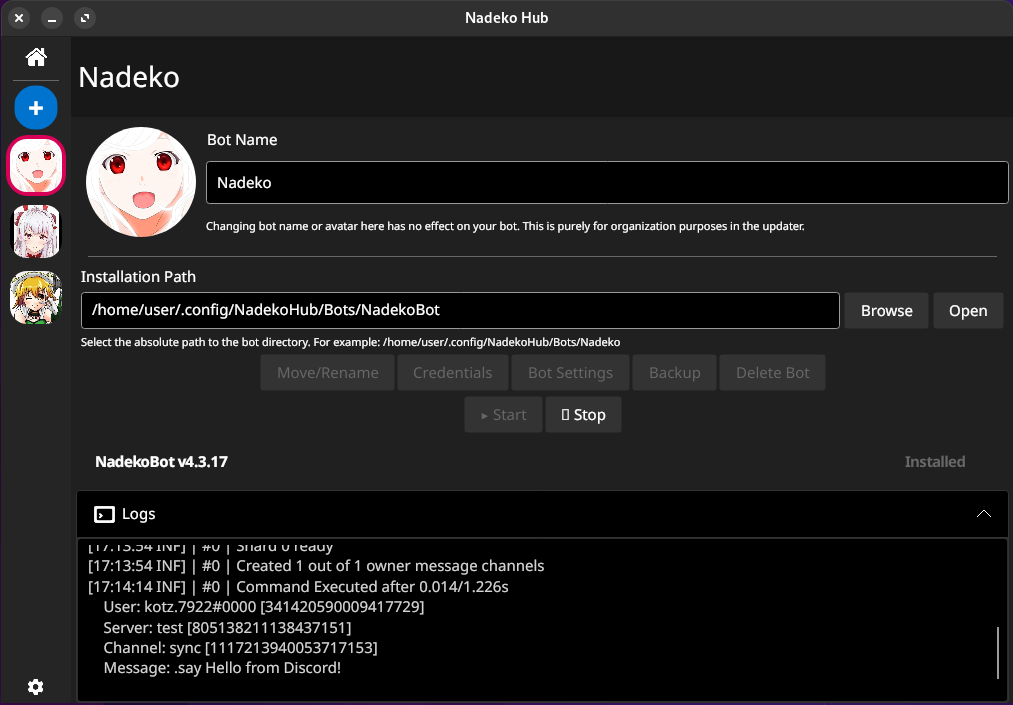 Nadeko Hub
Nadeko
Bot Name
Nadeko
Changing bot name or avatar here has no effect on your bot. This is purely for organization purposes in the updater.
Installation Path
/home/user/.config/NadekoHub/Bots/NadekoBot
Browse
Open
Select the absolute path to the bot directory. For example: /home/user/.config/NadekoHub/Bots/Nadeko
Move/Rename
Credentials
Bot Settings
Backup
Delete Bot
▸ Start
▯ Stop
NadekoBot v4.3.17
Installed
Logs
[17:13:54 INF] | #0 | Shard 0 ready
[17:13:54 INF] | #0 | Created 1 out of 1 owner message channels
[17:14:14 INF] | #0 | Command Executed after 0.014/1.226s
User: kotz.7922#0000 [341420590009417729]
Server: test [805138211138437151]
Channel: sync [1117213940053717153]
Message: .say Hello from Discord!